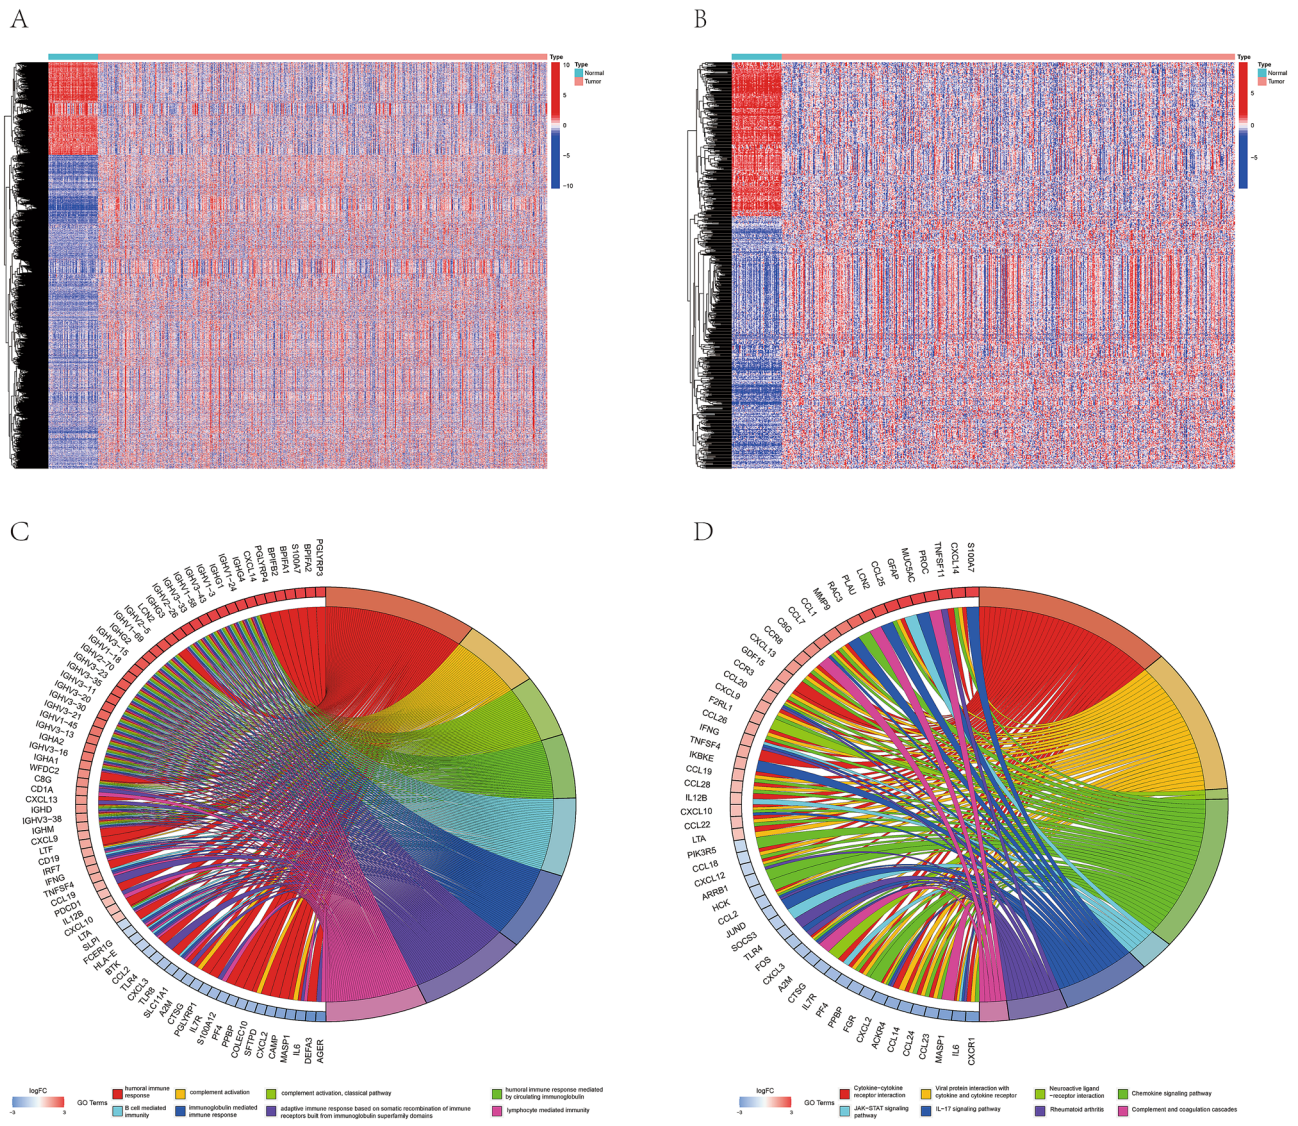 A
B
Type
10
5
0
−5
−10
Type
Normal
Tumor
Type
5
0
−5
Type
Normal
Tumor
C
D
PGLYRP3
BPIFA2
S100A7
BPIFA1
BPIFB2
PGLYRP4
CXCL14
IGHG4
IGHV1−24
IGHG1
IGHV1−3
IGHV3−43
IGHV1−58
IGHV3−33
IGHV2−26
IGHG3
LCN2
IGHV2−5
IGHV1−69
IGHG2
IGHV3−15
IGHV1−18
IGHV2−70
IGHV3−23
IGHV3−35
IGHV3−11
IGHV3−20
IGHV3−30
IGHV3−21
IGHV1−45
IGHV3−13
IGHA2
IGHV3−16
IGHA1
WFDC2
C8G
CD1A
CXCL13
IGHD
IGHV3−38
IGHM
CXCL9
LTF
CD19
IRF7
IFNG
TNFSF4
CCL19
PDCD1
IL12B
CXCL10
LTA
SLPI
FCER1G
HLA−E
BTK
CCL2
TLR4
CXCL3
TLR8
SLC11A1
A2M
CTSG
PGLYRP1
IL7R
S100A12
PF4
PPBP
COLEC10
SFTPD
CXCL2
CAMP
MASP1
IL6
DEFA3
AGER
S100A7
CXCL14
TNFSF11
PROC
MUC5AC
GFAP
CCL25
LCN2
PLAU
RAC3
MMP9
CCL1
CCL7
C8G
CCR8
CXCL13
GDF15
CCR3
CCL20
CXCL9
F2RL1
CCL26
IFNG
TNFSF4
IKBKE
CCL19
CCL28
IL12B
CXCL10
CCL22
LTA
PIK3R5
CCL18
CXCL12
ARRB1
HCK
CCL2
JUND
SOCS3
TLR4
FOS
CXCL3
A2M
CTSG
IL7R
PF4
PPBP
FGR
CXCL2
ACKR4
CCL14
CCL24
CCL23
MASP1
IL6
CXCR1
logFC
−3
3
GO Terms
humoral immune
response
complement activation
complement activation, classical pathway
humoral immune response mediated
by circulating immunoglobulin
B cell mediated
immunity
immunoglobulin mediated
immune response
adaptive immune response based on somatic recombination of immune
receptors built from immunoglobulin superfamily domains
lymphocyte mediated immunity
logFC
−3
3
GO Terms
Cytokine−cytokine
receptor interaction
Viral protein interaction with
cytokine and cytokine receptor
Neuroactive ligand
−receptor interaction
Chemokine signaling pathway
JAK−STAT signaling
pathway
IL−17 signaling pathway
Rheumatoid arthritis
Complement and coagulation cascades